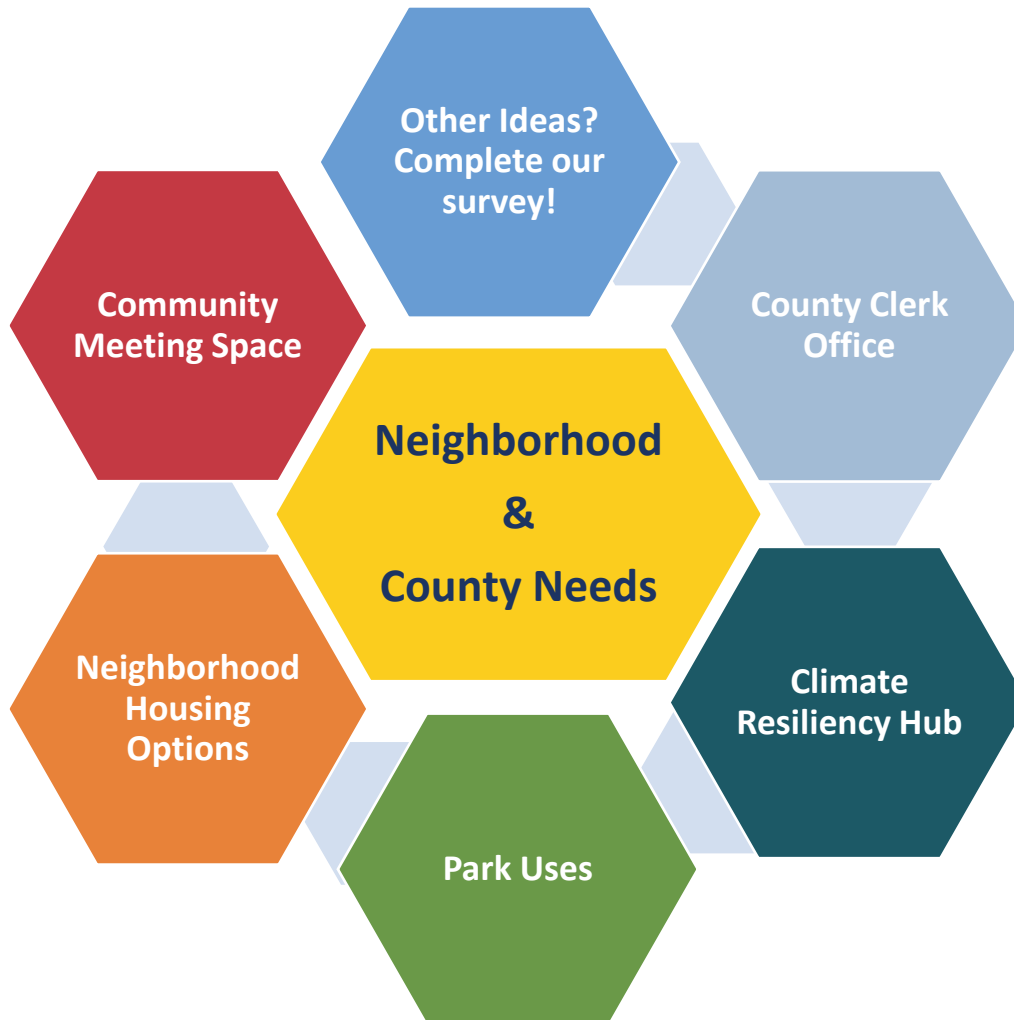 Other Ideas?
Complete our
survey!
Community
Meeting Space
County Clerk
Office
Neighborhood
&
County Needs
Neighborhood
Housing
Options
Climate
Resiliency Hub
Park Uses